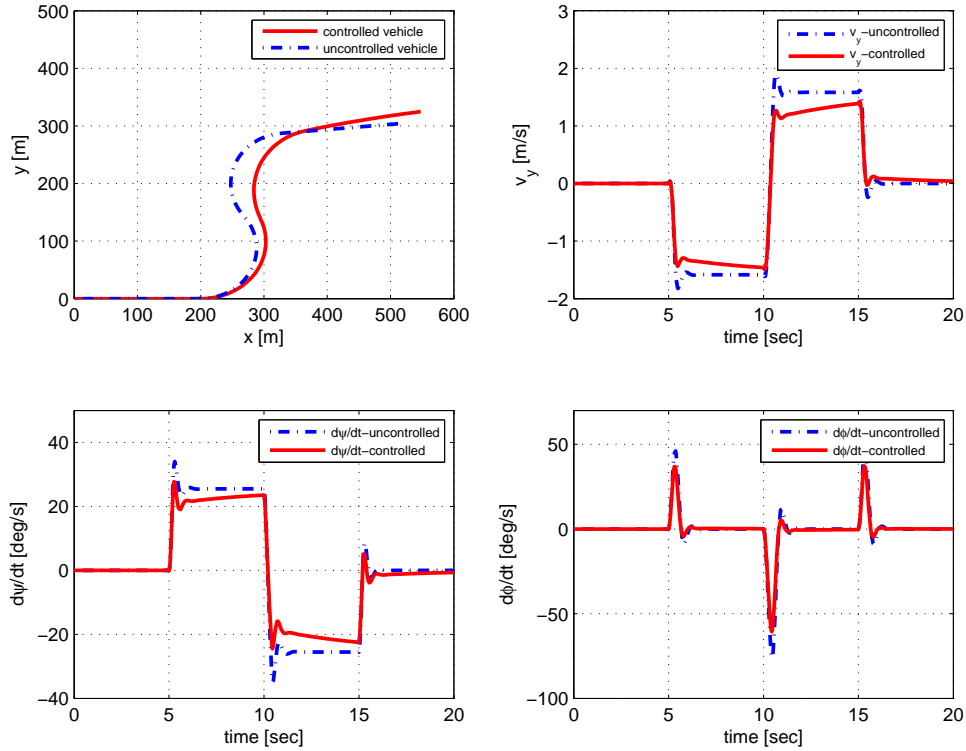 500
400
300
200
100
0
y [m]
0 100 200 300 400 500 600
x [m]
controlled vehicle
uncontrolled vehicle
3
2
1
0
−1
−2
v_y [m/s]
0 5 10 15 20
time [sec]
v_y−uncontrolled
v_y−controlled
40
20
0
−20
−40
dψ/dt [deg/s]
0 5 10 15 20
time [sec]
dψ/dt−uncontrolled
dψ/dt−controlled
50
0
−50
−100
dϕ/dt [deg/s]
0 5 10 15 20
time [sec]
dϕ/dt−uncontrolled
dϕ/dt−controlled